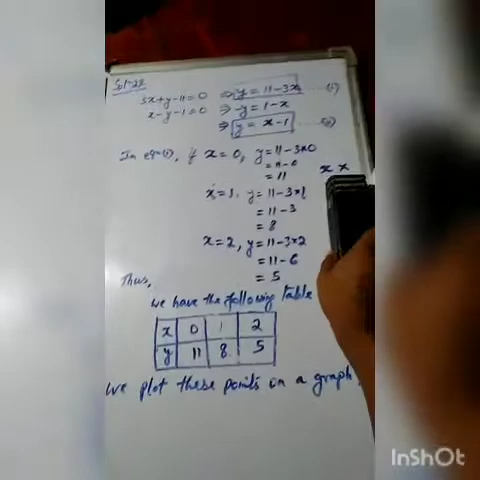 Sol-28
3x+y-11=0 ⇒ y = 11-3x ...... (i)
x-y-1=0 ⇒ -y = 1-x
⇒ y = x-1 ...... (ii)
In eqn (i), if x=0, y=11-3×0
= 11-0
= 11
x x
x=1, y=11-3×1
= 11-3
= 8
x=2, y=11-3×2
= 11-6
= 5
Thus,
we have the following table
x 0 1 2
y 11 8 5
We plot these points on a graph.
InShOt